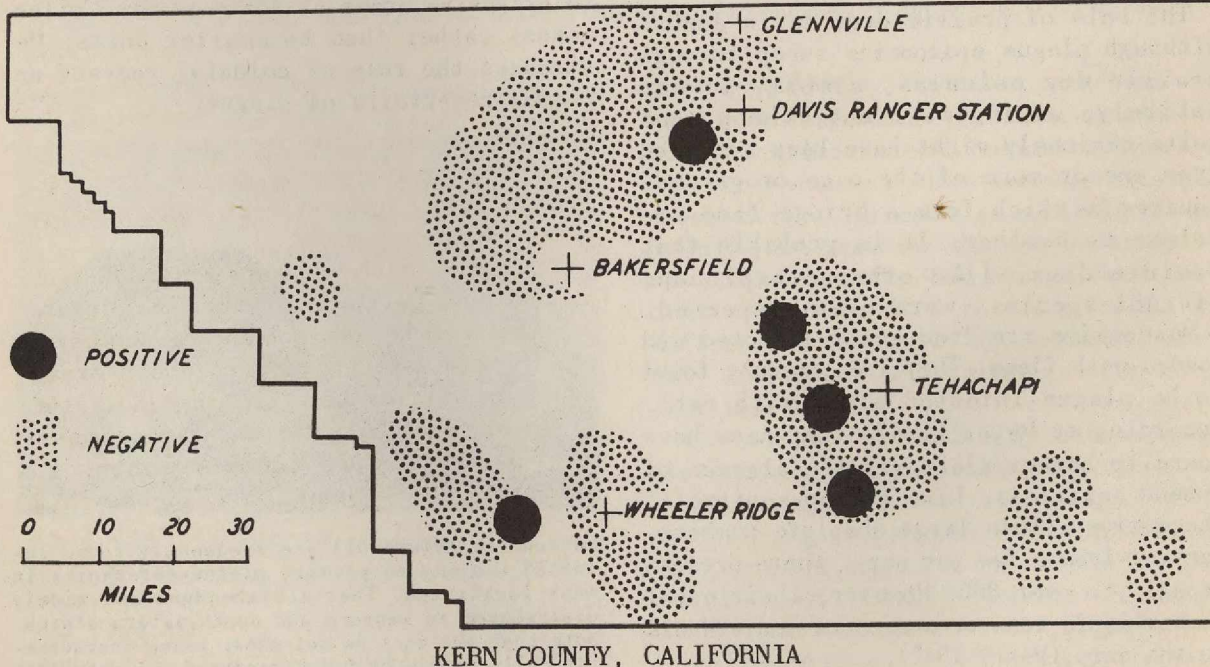 GLENNVILLE
DAVIS RANGER STATION
BAKERSFIELD
POSITIVE
TEHACHAPI
NEGATIVE
WHEELER RIDGE
0 10 20 30
MILES
KERN COUNTY, CALIFORNIA